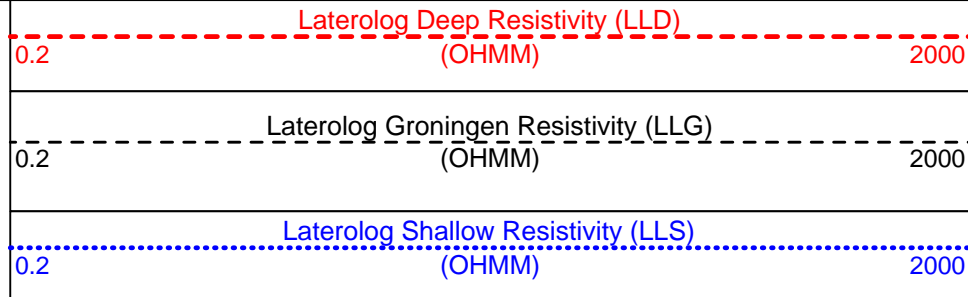 Laterolog Deep Resistivity (LLD)
0.2 (OHMM) 2000
Laterolog Groningen Resistivity (LLG)
0.2 (OHMM) 2000
Laterolog Shallow Resistivity (LLS)
0.2 (OHMM) 2000